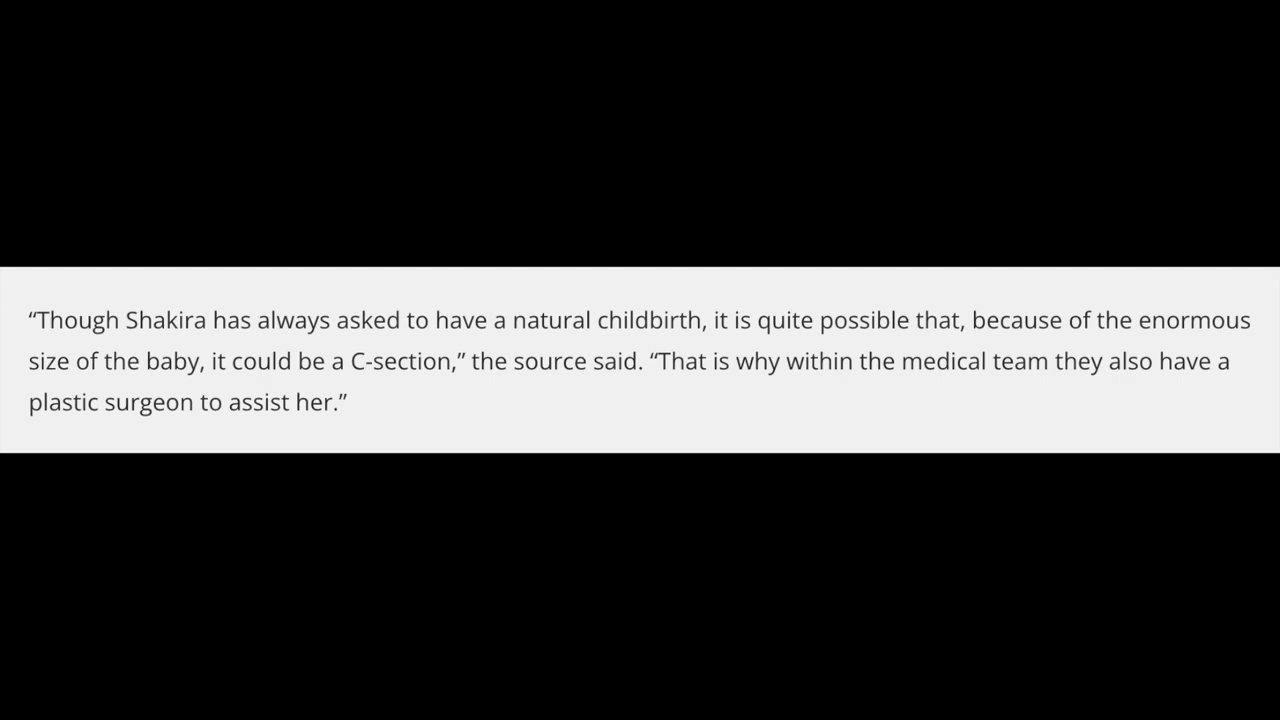 “Though Shakira has always asked to have a natural childbirth, it is quite possible that, because of the enormous
size of the baby, it could be a C-section,” the source said. “That is why within the medical team they also have a
plastic surgeon to assist her.”